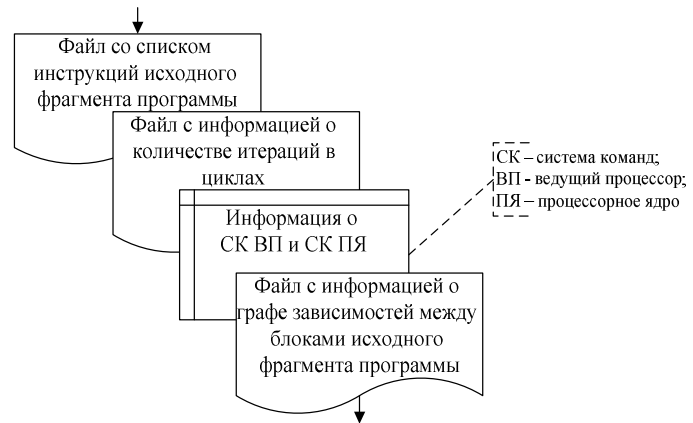 Файл со списком
инструкций исходного
фрагмента программы
Файл с информацией о
количестве итераций в
циклах
Информация о
СК ВП и СК ПЯ
Файл с информацией о
графе зависимостей между
блоками исходного
фрагмента программы
СК – система команд;
ВП - ведущий процессор;
ПЯ – процессорное ядро